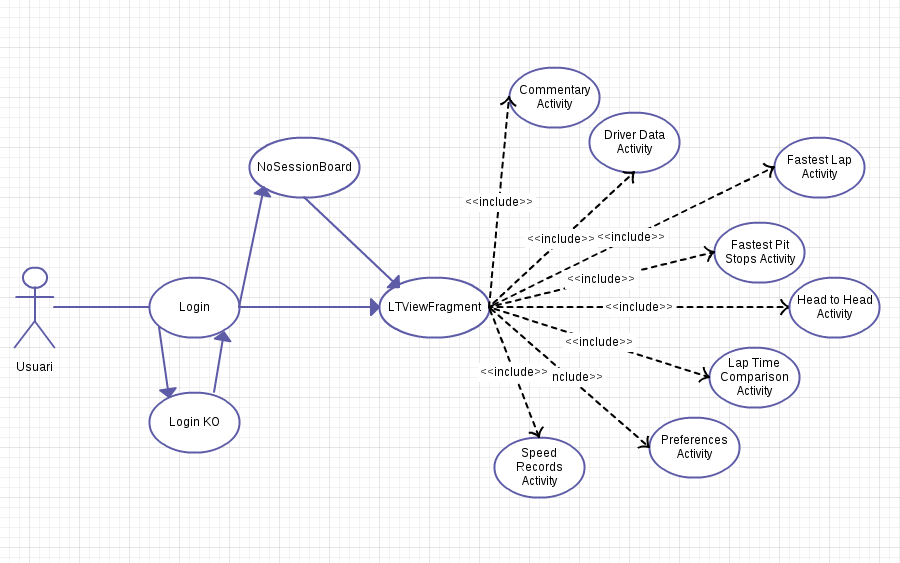 Commentary
Activity
Driver Data
Activity
Fastest Lap
Activity
NoSessionBoard
<<include>>
<<include>>
<<include>>
Fastest Pit
Stops Activity
<<include>>
Login
LTViewFragment
<<include>>
Head to Head
Activity
<<include>>
Usuari
<<include>>
nclude>>
Lap Time
Comparison
Activity
Login KO
Preferences
Activity
Speed
Records
Activity